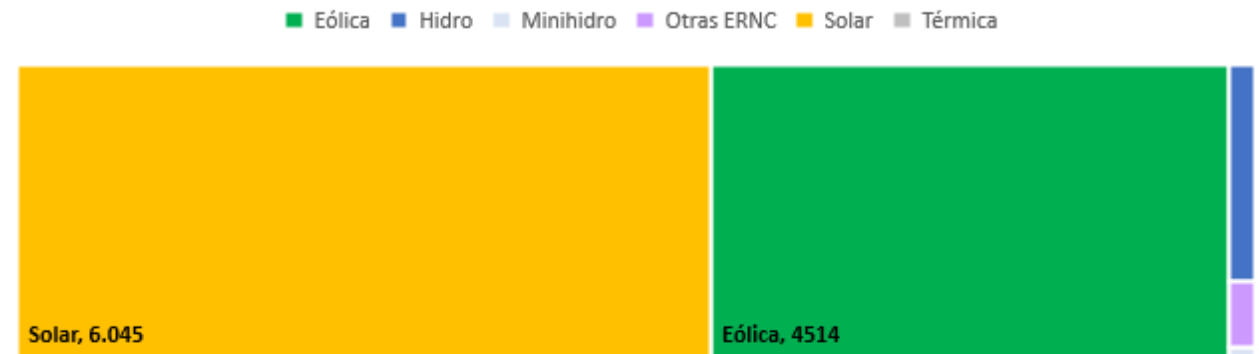 Eólica Hidro Minihidro Otras ERNC Solar Térmica
Solar, 6.045 Eólica, 4514